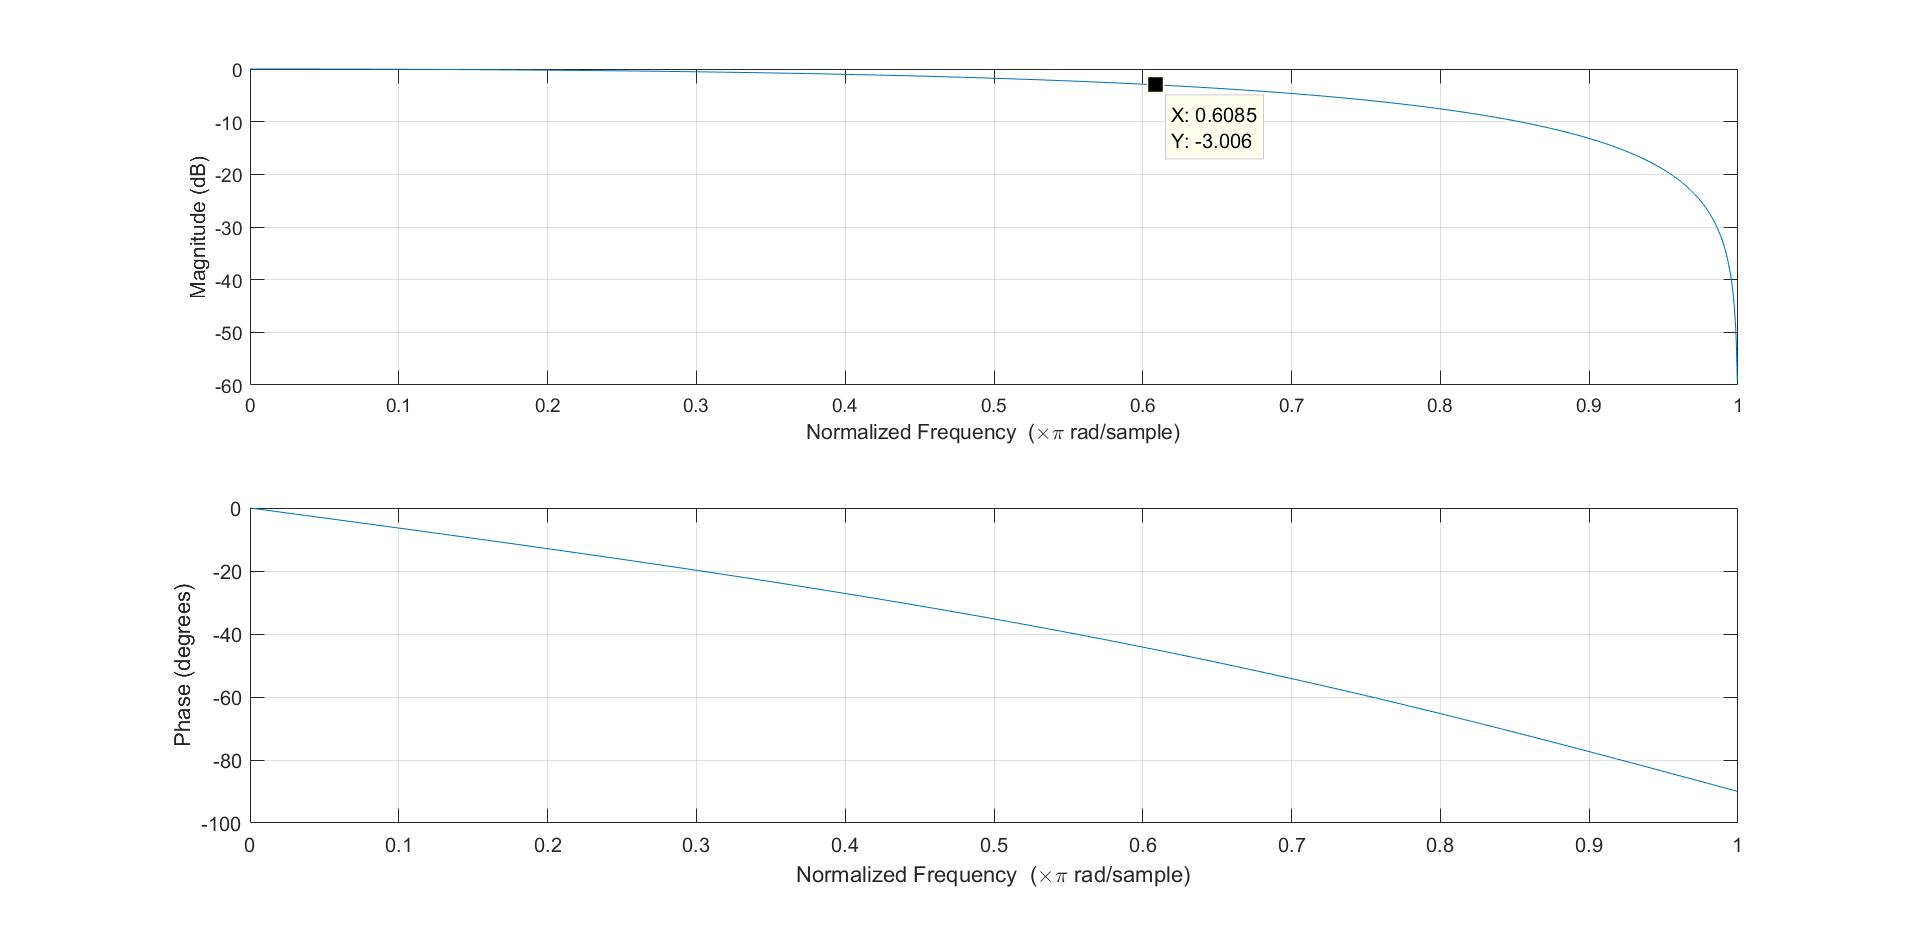 0
-10
-20
-30
-40
-50
-60
Magnitude (dB)
X: 0.6085
Y: -3.006
0 0.1 0.2 0.3 0.4 0.5 0.6 0.7 0.8 0.9 1
Normalized Frequency (×π rad/sample)
0
-20
-40
-60
-80
-100
Phase (degrees)
0 0.1 0.2 0.3 0.4 0.5 0.6 0.7 0.8 0.9 1
Normalized Frequency (×π rad/sample)